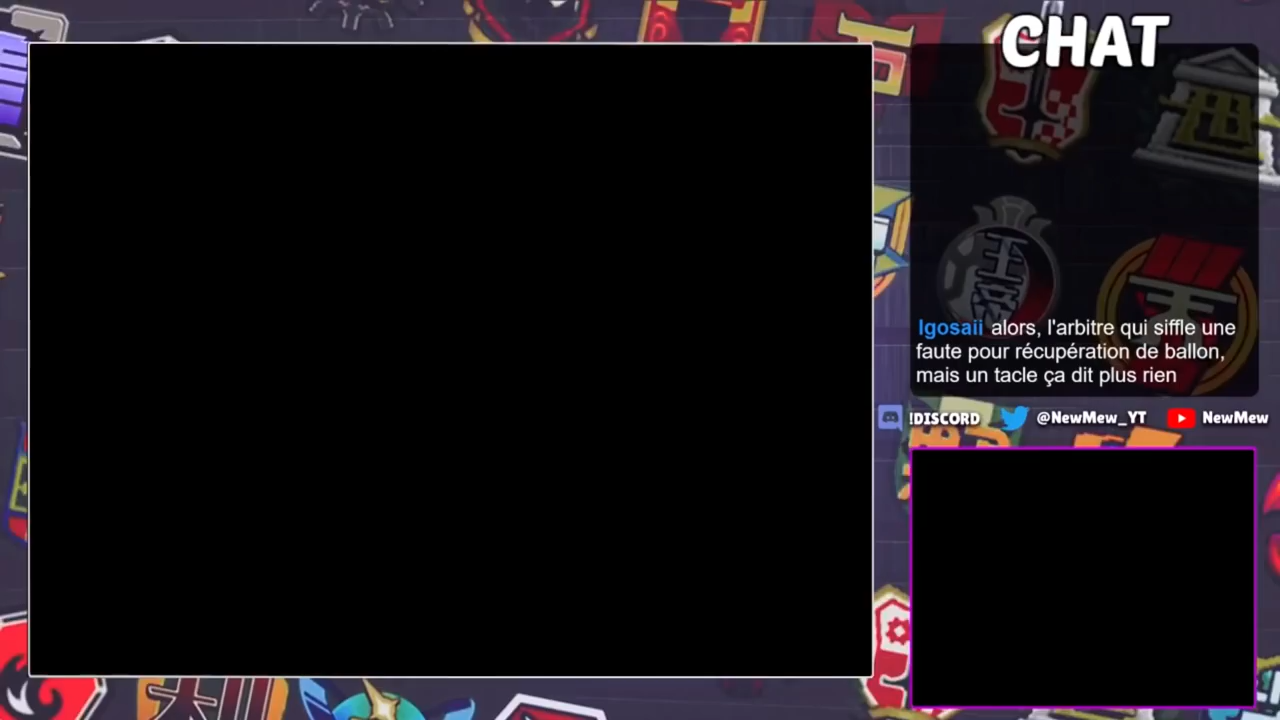 CHAT
Igosaii alors, l'arbitre qui siffle une
faute pour récupération de ballon,
mais un tacle ça dit plus rien
!DISCORD @NewMew_YT NewMew